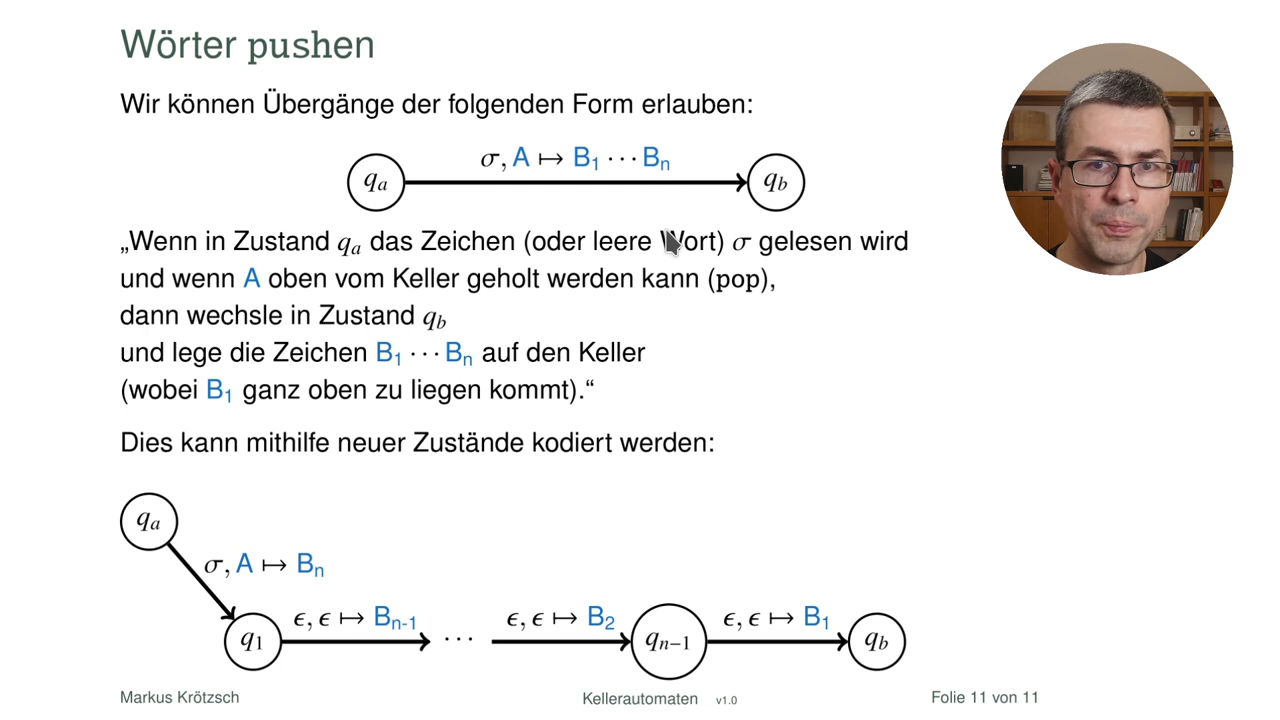 Wörter pushen
Wir können Übergänge der folgenden Form erlauben:
σ, A ↦ B₁ ⋯ Bₙ
qₐ
q_b
„Wenn in Zustand qₐ das Zeichen (oder leere Wort) σ gelesen wird
und wenn A oben vom Keller geholt werden kann (pop),
dann wechsle in Zustand q_b
und lege die Zeichen B₁ ⋯ Bₙ auf den Keller
(wobei B₁ ganz oben zu liegen kommt).“
Dies kann mithilfe neuer Zustände kodiert werden:
qₐ
σ, A ↦ Bₙ
ϵ, ϵ ↦ Bₙ₋₁
ϵ, ϵ ↦ B₂
ϵ, ϵ ↦ B₁
q₁
⋯
qₙ₋₁
q_b
Markus Krötzsch
Kellerautomaten v1.0
Folie 11 von 11